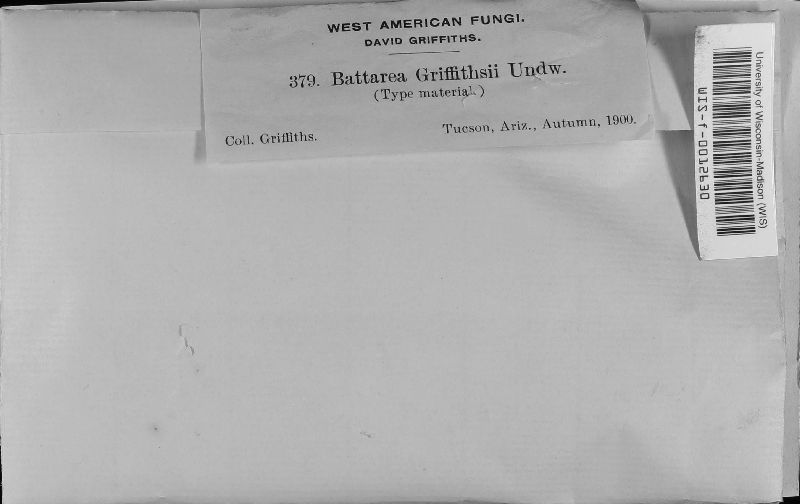 WEST AMERICAN FUNGI.
DAVID GRIFFITHS.
379. Battarea Griffithsii Undw.
(Type material.)
Coll. Griffiths.
Tucson, Ariz., Autumn, 1900.
University of Wisconsin-Madison (WIS)
WIS-f-0012630